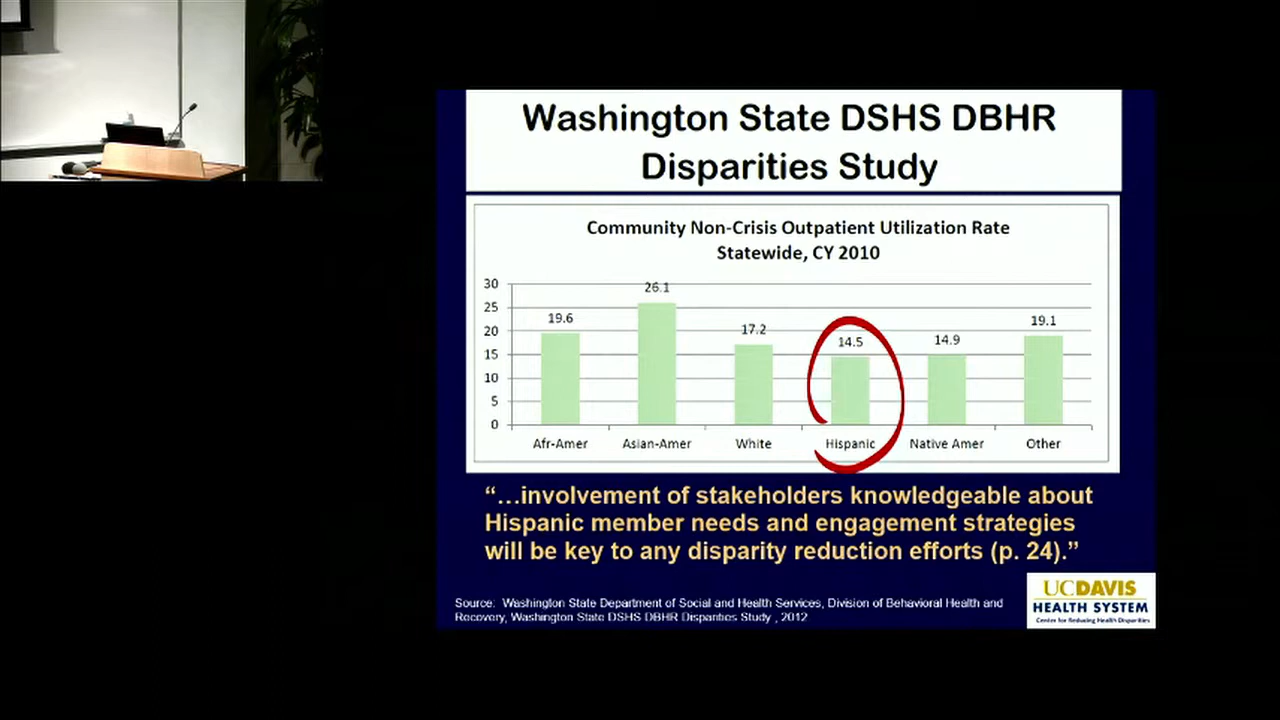 Washington State DSHS DBHR
Disparities Study
Community Non-Crisis Outpatient Utilization Rate
Statewide, CY 2010
30
25
20
15
10
5
0
19.6
26.1
17.2
14.5
14.9
19.1
Afr-Amer
Asian-Amer
White
Hispanic
Native Amer
Other
“…involvement of stakeholders knowledgeable about
Hispanic member needs and engagement strategies
will be key to any disparity reduction efforts (p. 24).”
Source: Washington State Department of Social and Health Services, Division of Behavioral Health and
Recovery, Washington State DSHS DBHR Disparities Study , 2012
UCDAVIS
HEALTH SYSTEM
Center for Reducing Health Disparities